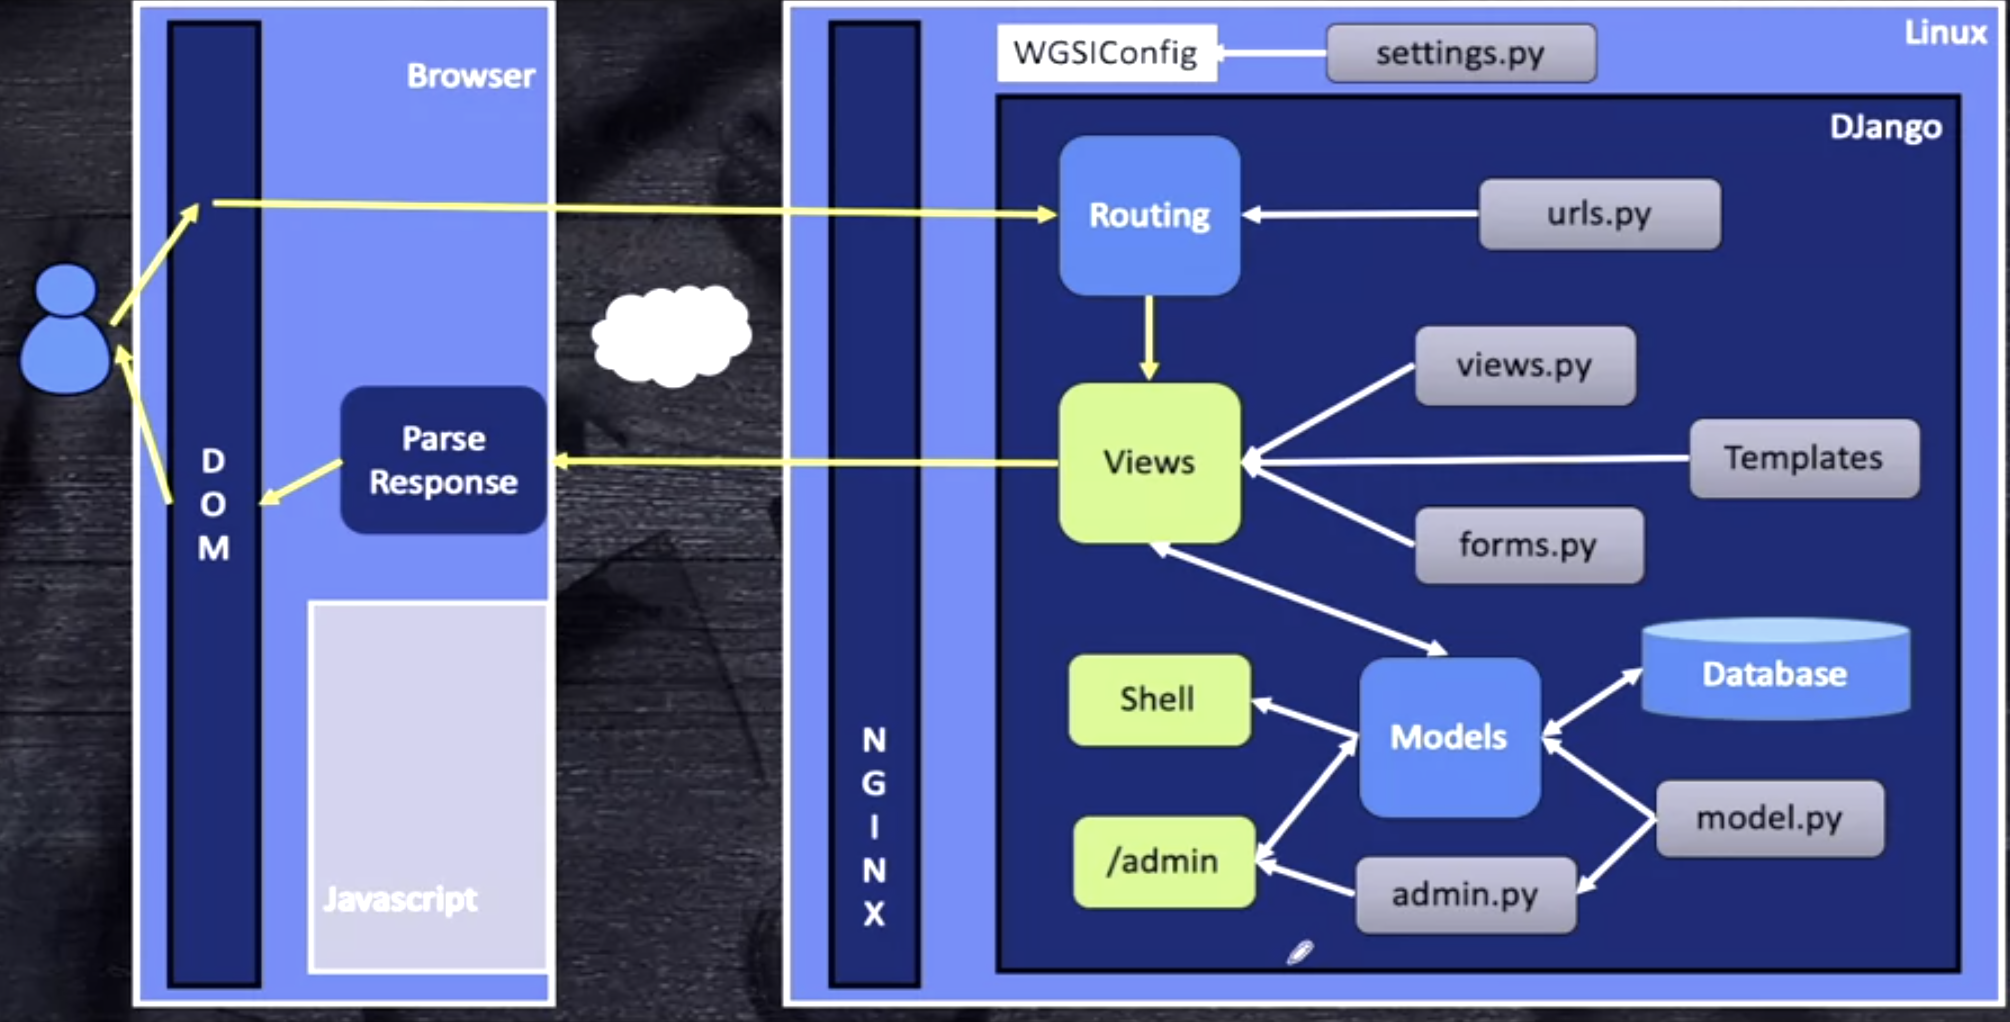 Browser
D
O
M
Parse
Response
Javascript
N
G
I
N
X
Linux
WGSIConfig
settings.py
DJango
Routing
urls.py
views.py
Views
Templates
forms.py
Shell
Models
Database
/admin
admin.py
model.py